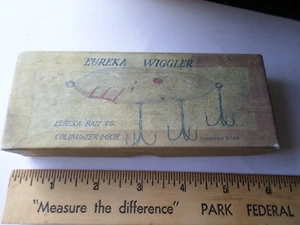 EUREKA WIGGLER
EUREKA BAIT CO.
COLDWATER, MICH.
1 2 3 4 5 6
"Measure the difference" PARK FEDERAL